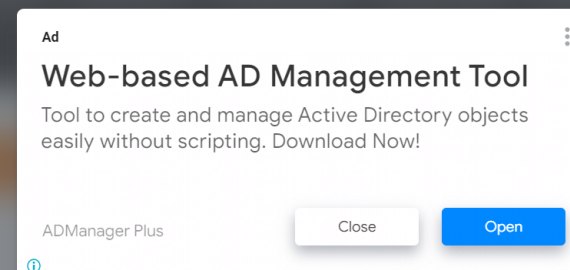 Ad
Web-based AD Management Tool
Tool to create and manage Active Directory objects
easily without scripting. Download Now!
ADManager Plus
Close
Open